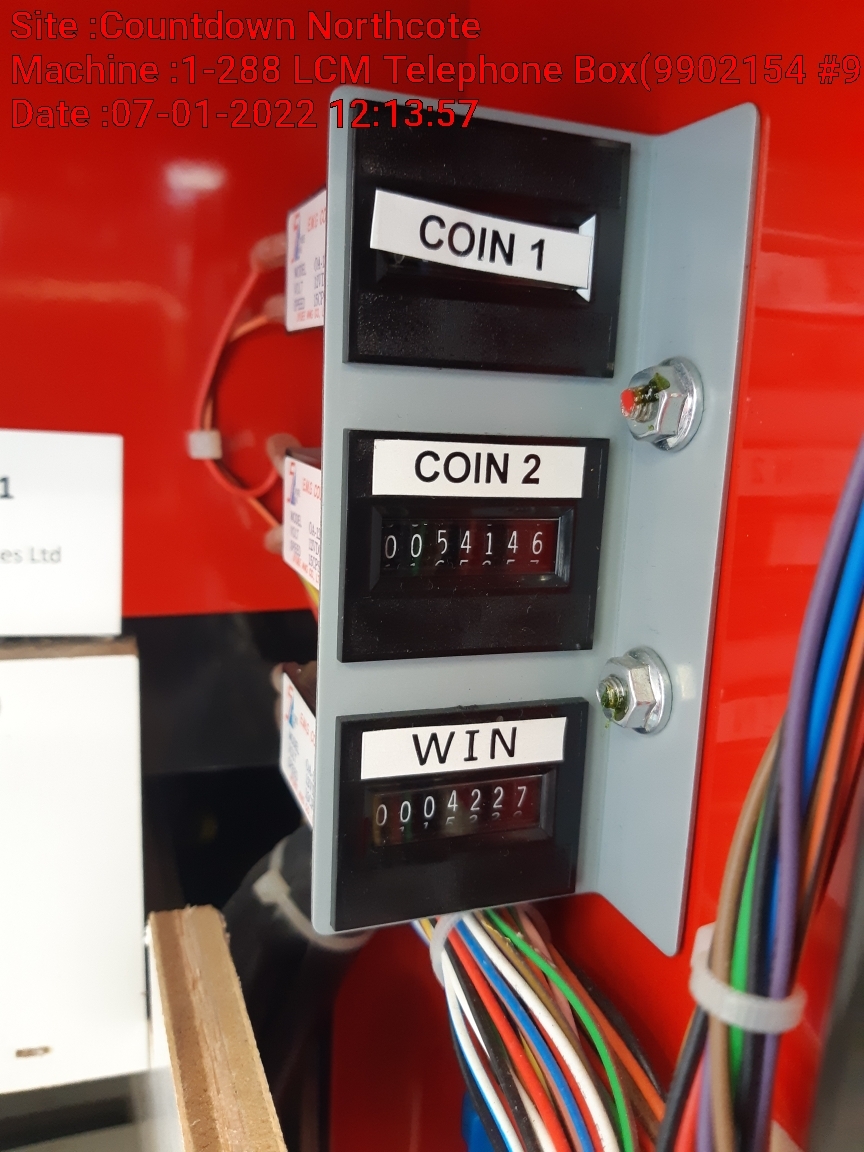 Site :Countdown Northcote
Machine :1-288 LCM Telephone Box(9902154 #9
Date :07-01-2022 12:13:57
COIN 1
COIN 2
0054146
WIN
0004227
1
es Ltd